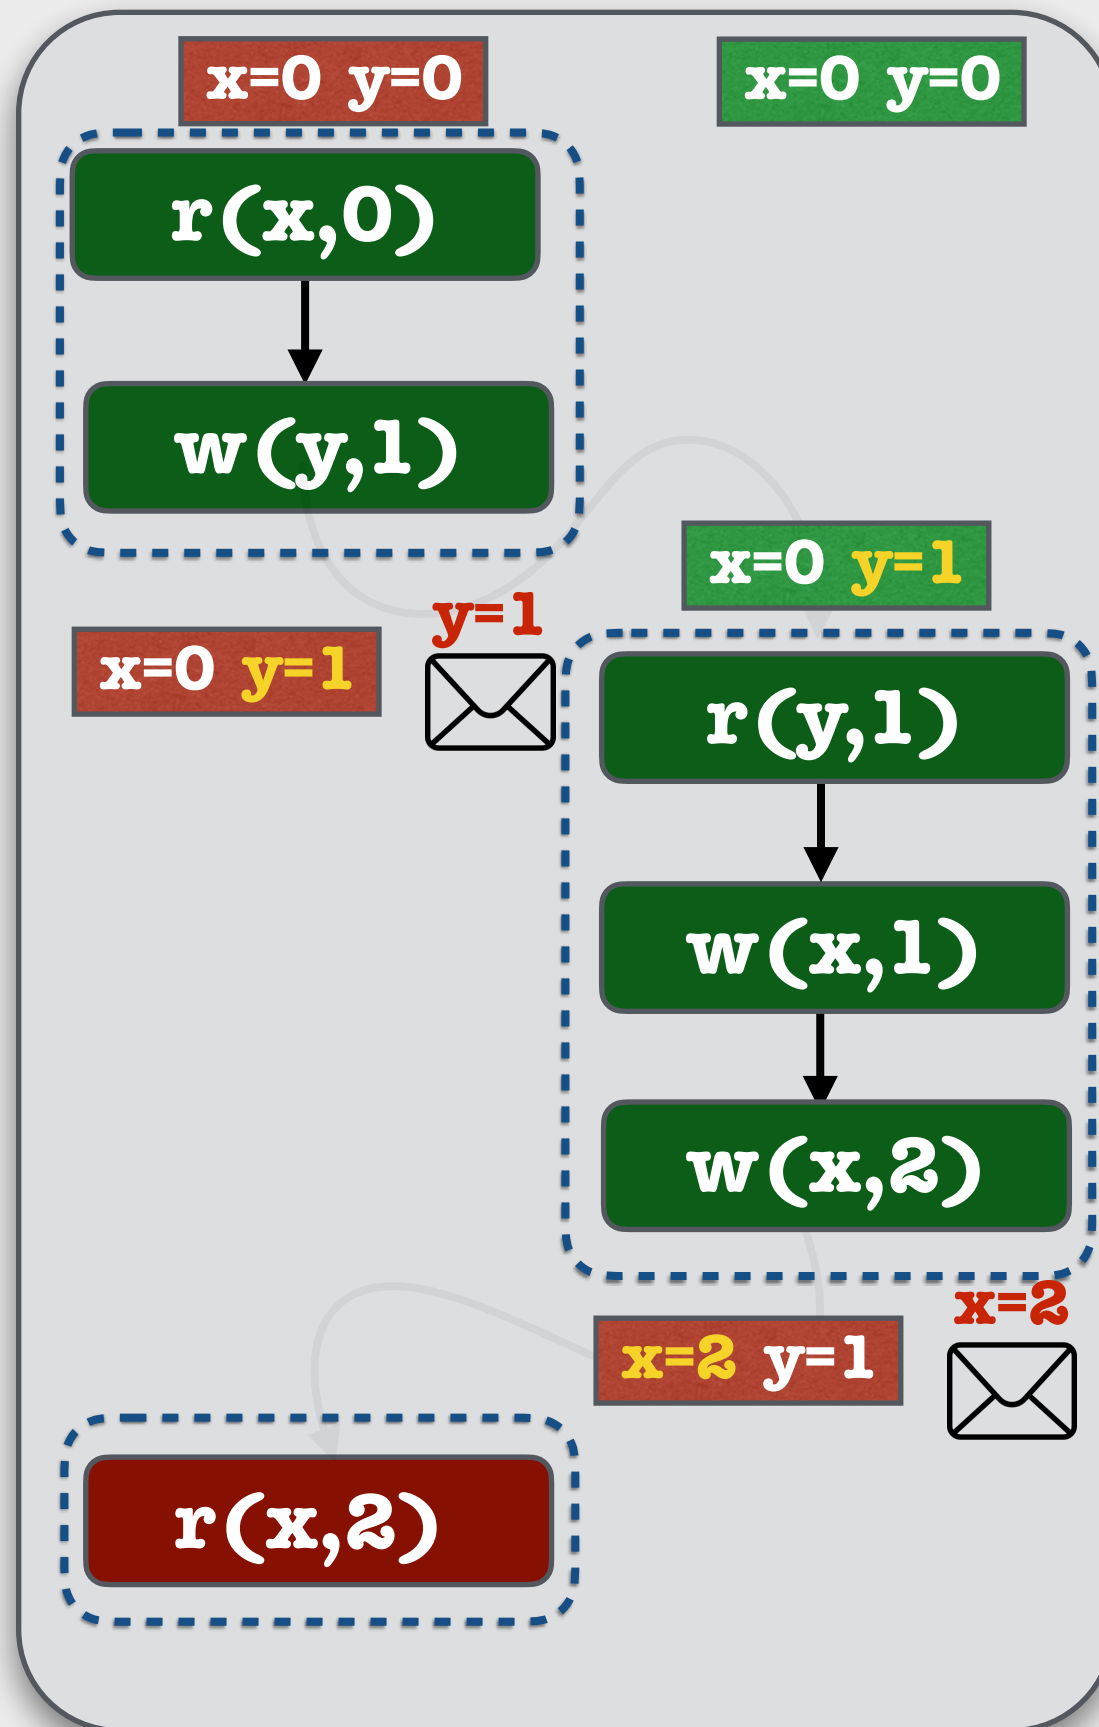 x=0 y=0
x=0 y=0
r(x,0)
w(y,1)
x=0 y=1
y=1
x=0 y=1
r(y,1)
w(x,1)
w(x,2)
x=2
x=2 y=1
r(x,2)